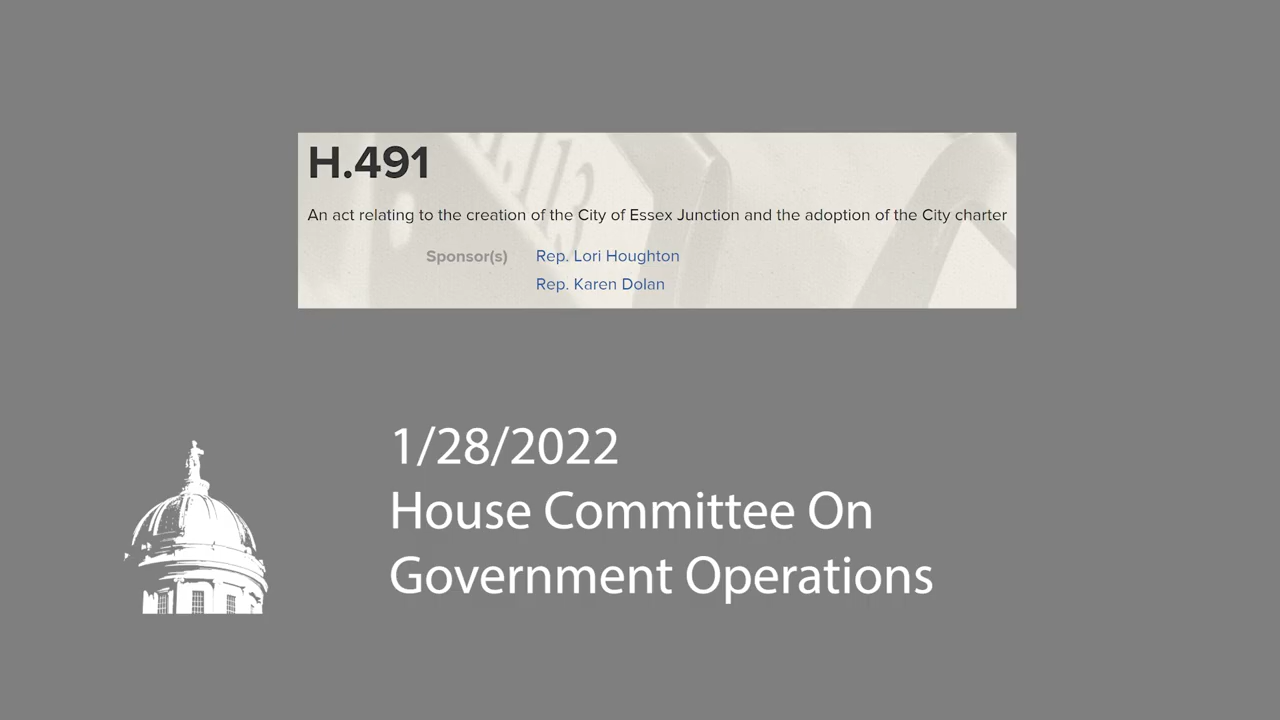 H.491
An act relating to the creation of the City of Essex Junction and the adoption of the City charter
Sponsor(s) Rep. Lori Houghton
Rep. Karen Dolan
1/28/2022
House Committee On
Government Operations